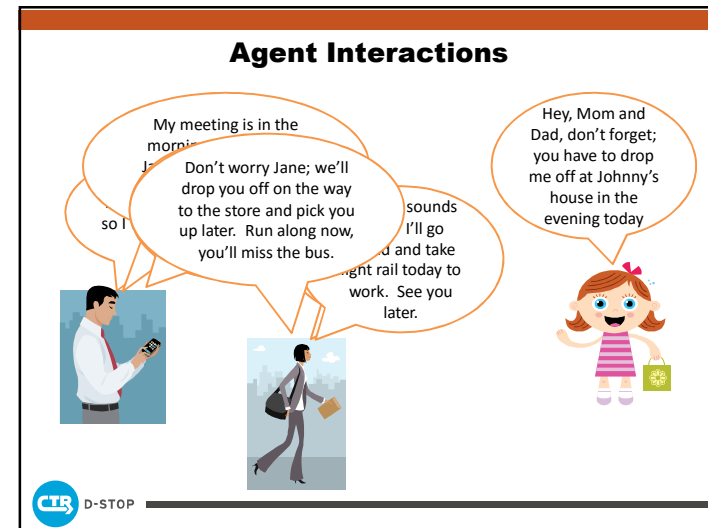 Agent Interactions
My meeting is in the
so I
Don't worry Jane; we'll
drop you off on the way
to the store and pick you
up later. Run along now,
you'll miss the bus.
sounds
I'll go
and take
light rail today to
work. See you
later.
Hey, Mom and
Dad, don't forget;
you have to drop
me off at Johnny's
house in the
evening today
CTR D-STOP